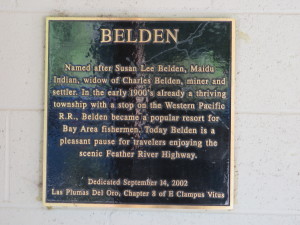 BELDEN
Named after Susan Lee Belden, Maidu
Indian, widow of Charles Belden, miner and
settler. In the early 1900's already a thriving
township with a stop on the Western Pacific
R.R., Belden became a popular resort for
Bay Area fishermen. Today Belden is a
pleasant pause for travelers enjoying the
scenic Feather River Highway.
Dedicated September 14, 2002
Las Plumas Del Oro, Chapter 8 of E Clampus Vitus